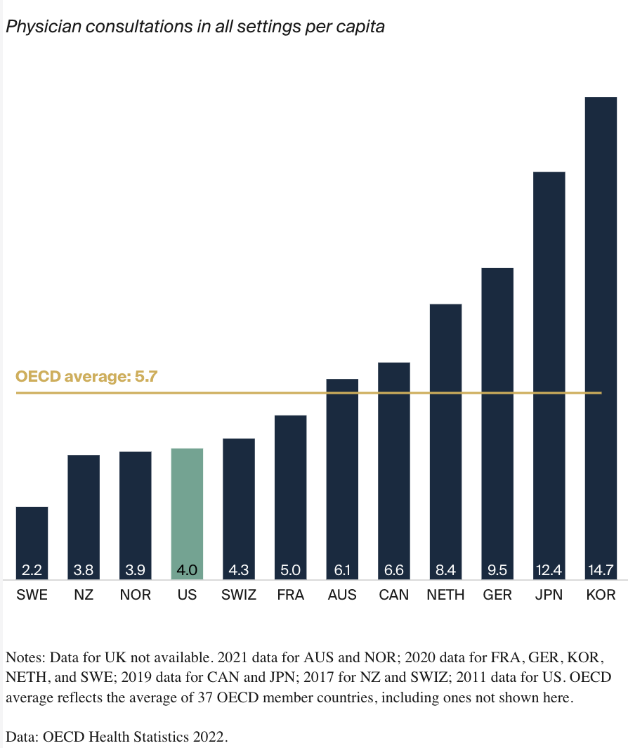 Physician consultations in all settings per capita
OECD average: 5.7
2.2 3.8 3.9 4.0 4.3 5.0 6.1 6.6 8.4 9.5 12.4 14.7
SWE NZ NOR US SWIZ FRA AUS CAN NETH GER JPN KOR
Notes: Data for UK not available. 2021 data for AUS and NOR; 2020 data for FRA, GER, KOR,
NETH, and SWE; 2019 data for CAN and JPN; 2017 for NZ and SWIZ; 2011 data for US. OECD
average reflects the average of 37 OECD member countries, including ones not shown here.
Data: OECD Health Statistics 2022.